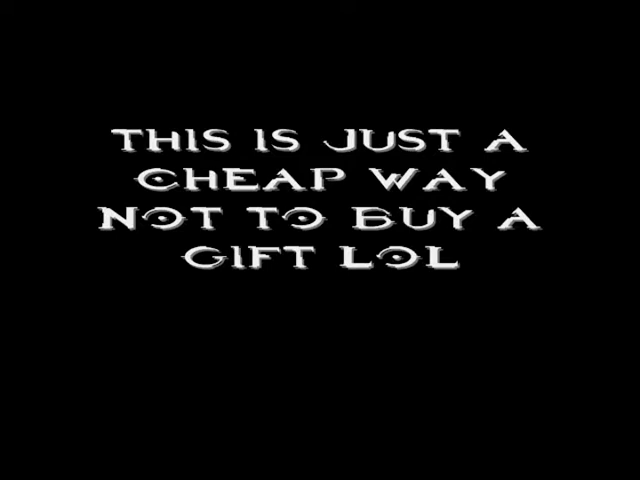 THIS IS JUST A
CHEAP WAY
NOT TO BUY A
GIFT LOL